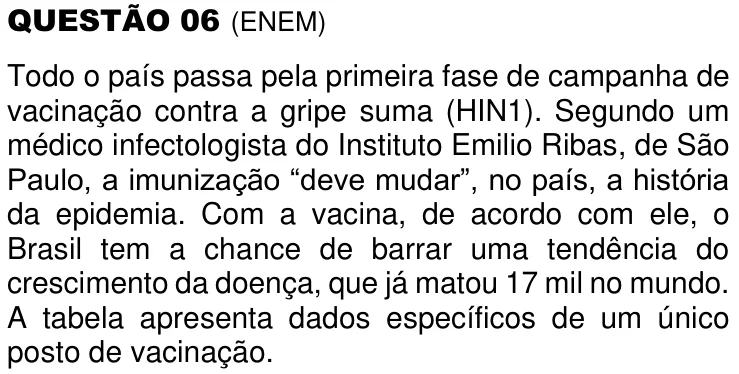 QUESTÃO 06 (ENEM)
Todo o país passa pela primeira fase de campanha de
vacinação contra a gripe suma (HIN1). Segundo um
médico infectologista do Instituto Emilio Ribas, de São
Paulo, a imunização “deve mudar”, no país, a história
da epidemia. Com a vacina, de acordo com ele, o
Brasil tem a chance de barrar uma tendência do
crescimento da doença, que já matou 17 mil no mundo.
A tabela apresenta dados específicos de um único
posto de vacinação.